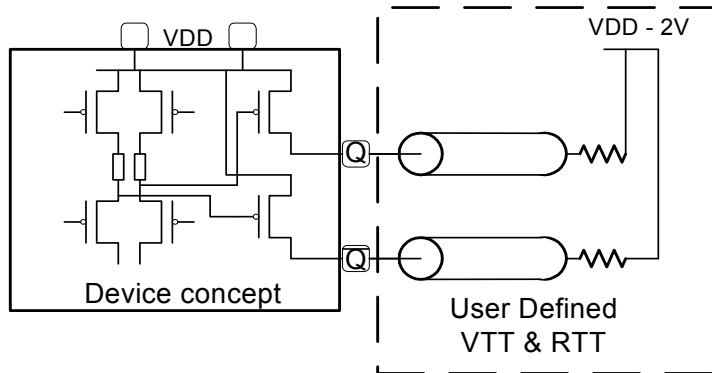 VDD
VDD - 2V
Q
Q̅
Device concept
User Defined
VTT & RTT